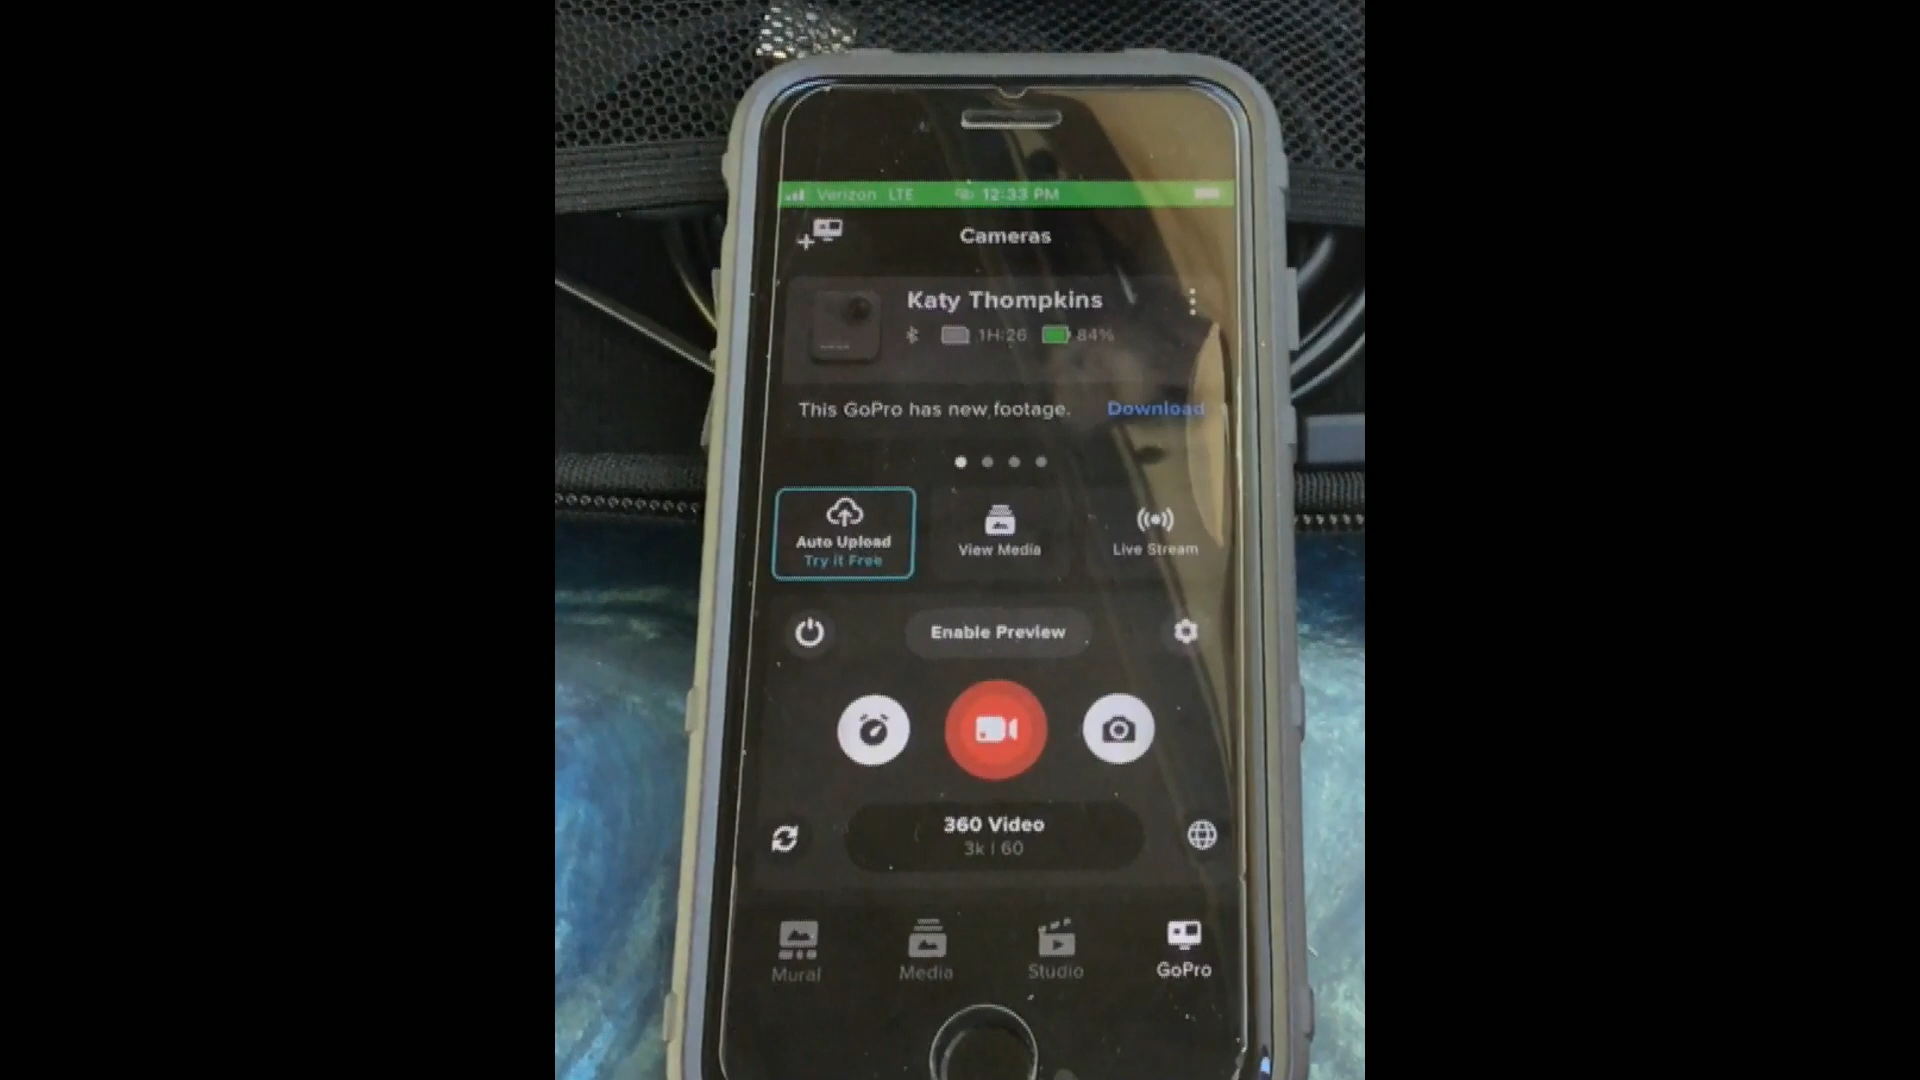 Verizon LTE 12:33 PM
Cameras
Katy Thompkins
1H:26 84%
This GoPro has new footage. Download
Auto Upload
Try it Free
View Media
Live Stream
Enable Preview
360 Video
3k | 60
Mural
Media
Studio
GoPro